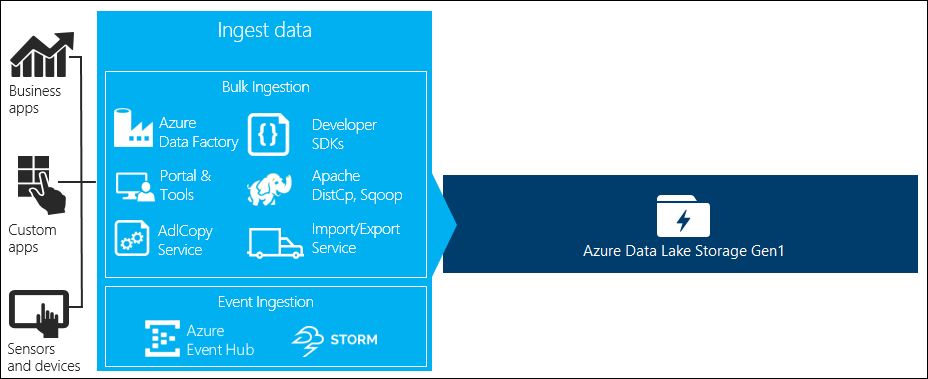 Business
apps
Custom
apps
Sensors
and devices
Ingest data
Bulk Ingestion
Azure
Data Factory
Developer
SDKs
Portal &
Tools
Apache
DistCp, Sqoop
AdlCopy
Service
Import/Export
Service
Event Ingestion
Azure
Event Hub
STORM
Azure Data Lake Storage Gen1